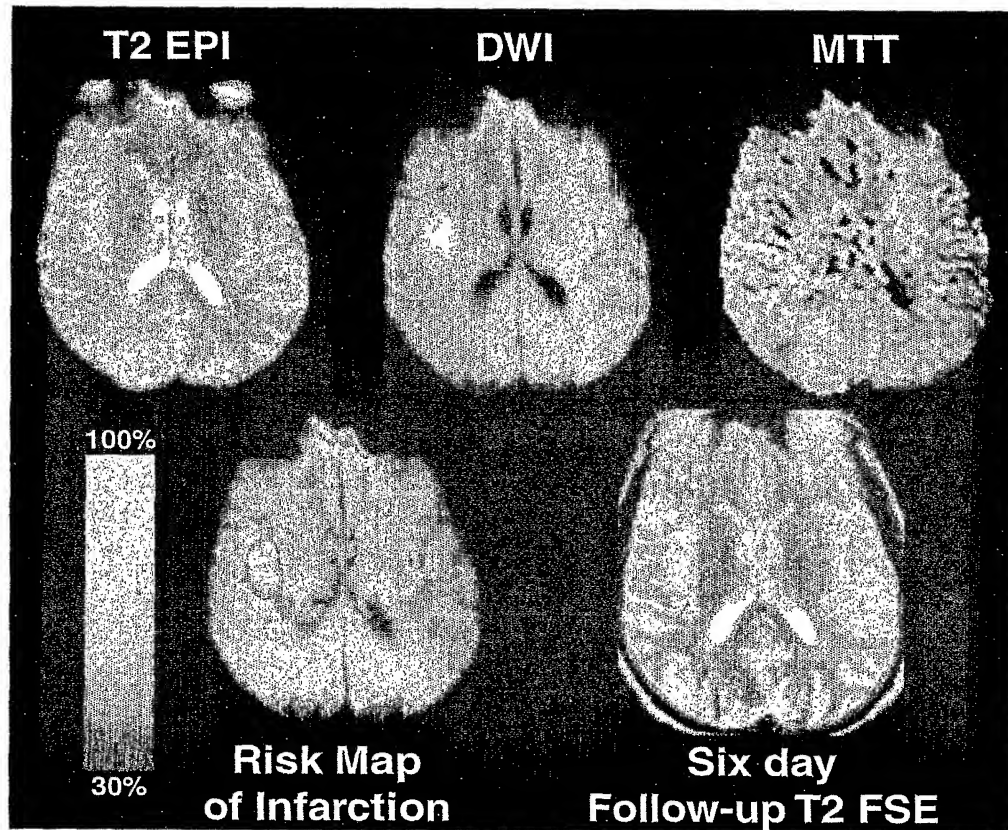 T2 EPI
DWI
MTT
100%
30%
Risk Map
of Infarction
Six day
Follow-up T2 FSE